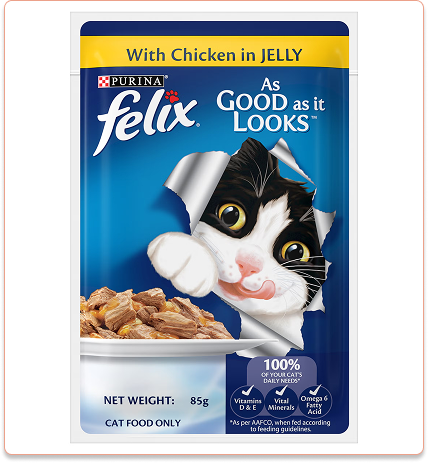 With Chicken in JELLY
PURINA
felix®
As
GOOD as it
LOOKS™
100%
OF YOUR CAT'S
DAILY NEEDS*
Vitamins
D & E
Vital
Minerals
Omega 6
Fatty
Acid
*As per AAFCO, when fed according
to feeding guidelines.
NET WEIGHT: 85g
CAT FOOD ONLY